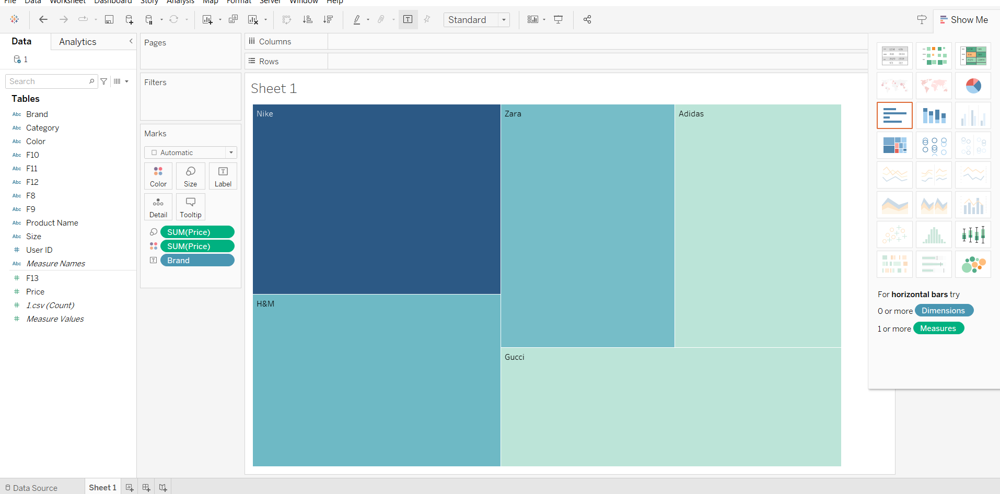 File Data Worksheet Dashboard Story Analysis Map Format Server Window Help
Standard
Show Me
Data Analytics
1
Search
Tables
Abc Brand
Abc Category
Abc Color
Abc F10
Abc F11
Abc F12
Abc F8
Abc F9
Abc Product Name
Abc Size
# User ID
Abc Measure Names
# F13
# Price
# 1.csv (Count)
# Measure Values
Pages
Filters
Marks
Automatic
Color Size Label
Detail Tooltip
SUM(Price)
SUM(Price)
Brand
Columns
Rows
Sheet 1
Nike
Zara
Adidas
H&M
Gucci
For horizontal bars try
0 or more Dimensions
1 or more Measures
Data Source Sheet 1